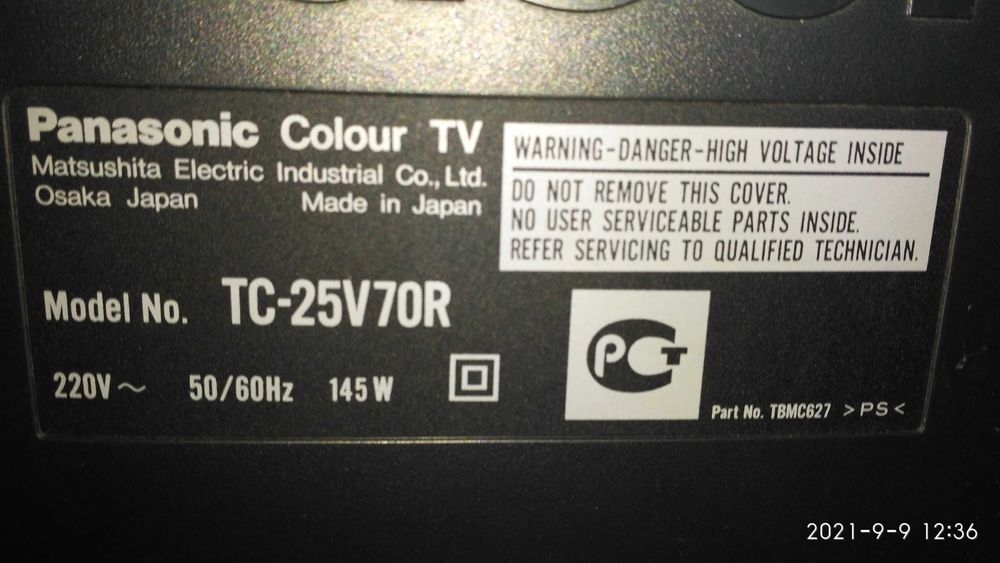 Panasonic Colour TV
Matsushita Electric Industrial Co., Ltd.
Osaka Japan Made in Japan
WARNING-DANGER-HIGH VOLTAGE INSIDE
DO NOT REMOVE THIS COVER.
NO USER SERVICEABLE PARTS INSIDE.
REFER SERVICING TO QUALIFIED TECHNICIAN.
Model No. TC-25V70R
220V~ 50/60Hz 145W
РСТ
Part No. TBMC627 >PS<
2021-9-9 12:36